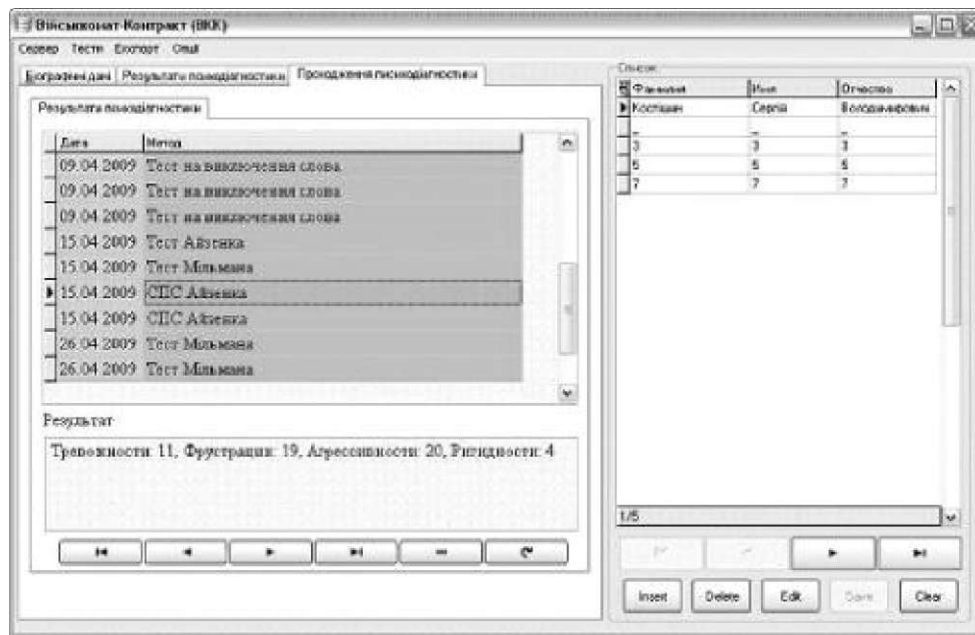 Військомат-Контракт (ВКК)
Сервер Тести Експорт Опції
Біографічні дані Результати психодіагностики Проходження психодіагностики
Список
Результати психодіагностики
Фамилия Имя Отчество
Костішин Сергій Володимирович
_ _ _
3 3 3
5 5 5
7 7 7
Дата Метод
09.04.2009 Тест на виключення слова
09.04.2009 Тест на виключення слова
09.04.2009 Тест на виключення слова
15.04.2009 Тест Айзенка
15.04.2009 Тест Мільмана
15.04.2009 СПС Айзенка
15.04.2009 СПС Айзенка
26.04.2009 Тест Мільмана
26.04.2009 Тест Мільмана
Результат
Тревожности: 11, Фрустрации: 19, Агрессивности: 20, Ригидности: 4
1/5
Insert Delete Edit Save Clear